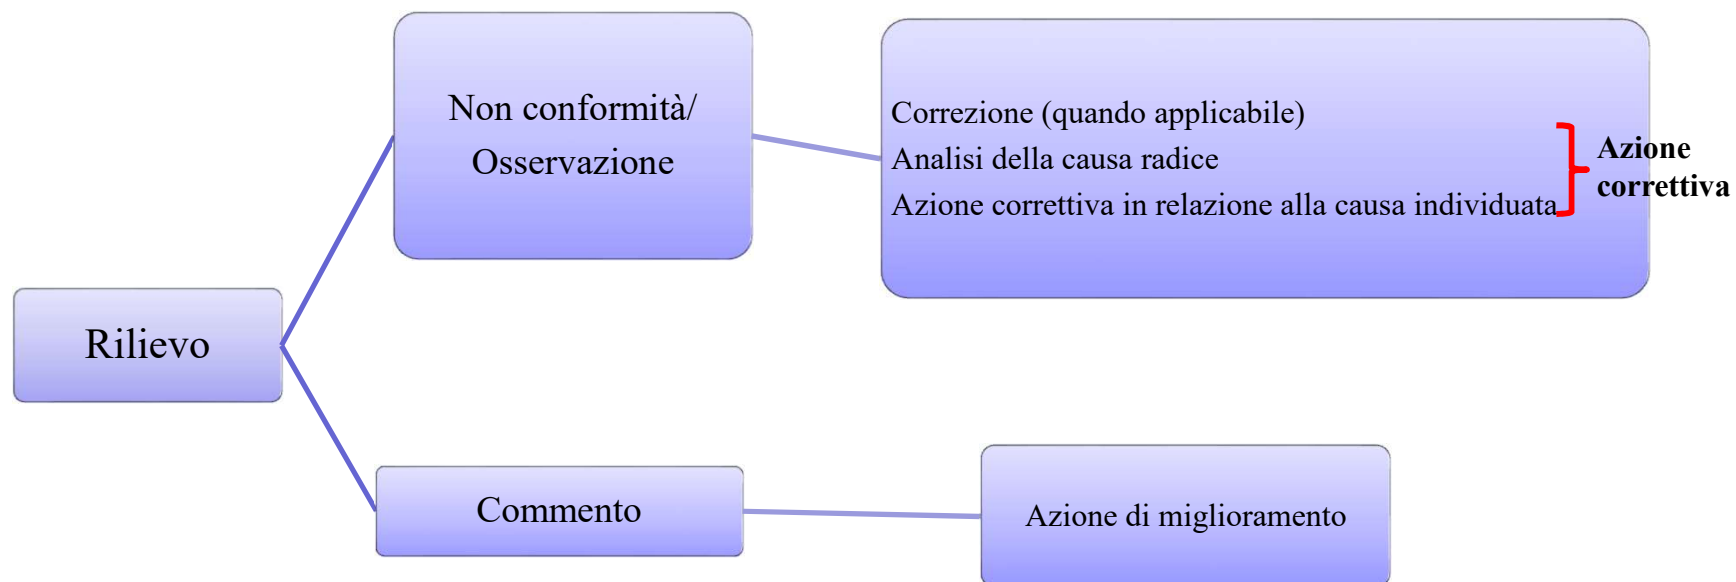 Non conformità/
Osservazione
Correzione (quando applicabile)
Analisi della causa radice
Azione correttiva in relazione alla causa individuata
Azione
correttiva
Rilievo
Commento
Azione di miglioramento